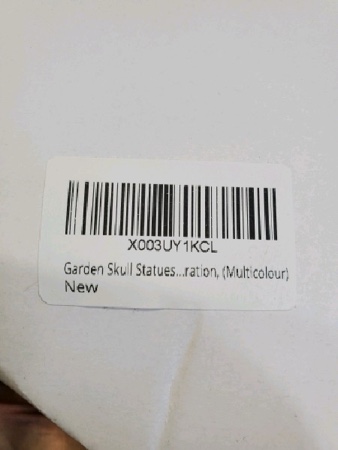 X003UY1KCL
Garden Skull Statues...ration, (Multicolour)
New